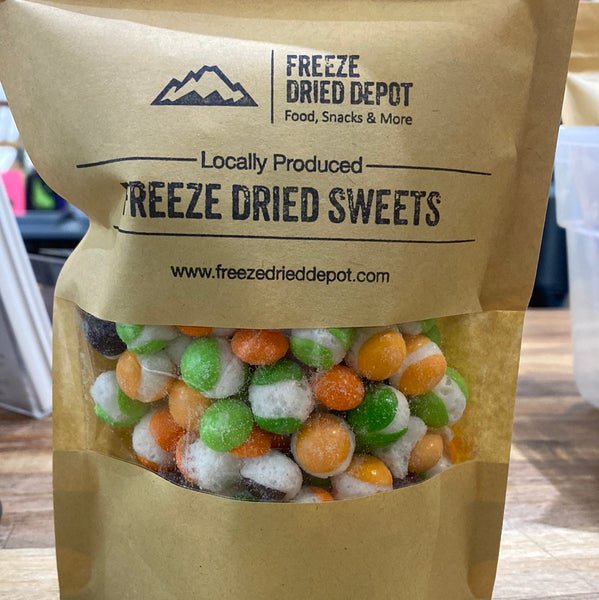 FREEZE
DRIED DEPOT
Food, Snacks & More
Locally Produced
FREEZE DRIED SWEETS
www.freezedrieddepot.com